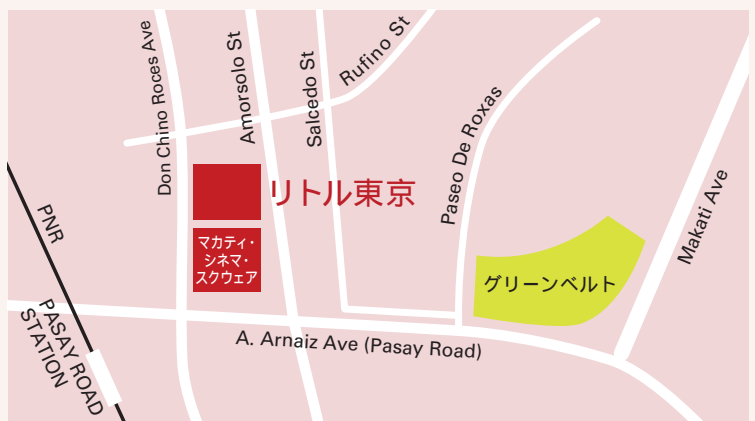 Don Chino Roces Ave
Amorsolo St
Salcedo St
Rufino St
Paseo De Roxas
Makati Ave
リトル東京
マカティ・
シネマ・
スクウェア
グリーンベルト
PNR
PASAY ROAD
STATION
A. Arnaiz Ave (Pasay Road)